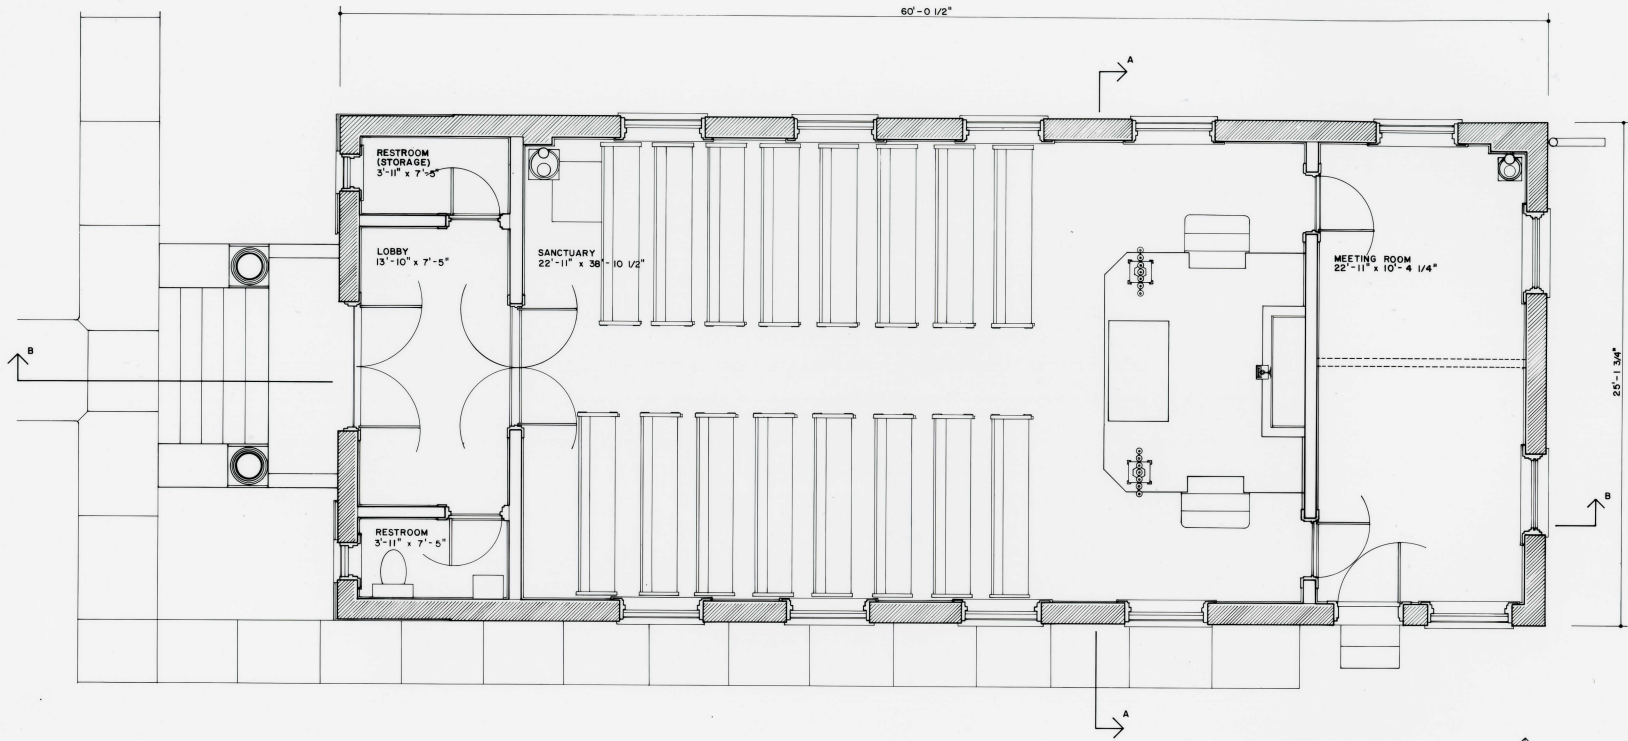 60'-0 1/2"
A
RESTROOM
(STORAGE)
3'-11" x 7'-5"
LOBBY
13'-10" x 7'-5"
SANCTUARY
22'-11" x 38'-10 1/2"
MEETING ROOM
22'-11" x 10'-4 1/4"
B
25'-1 3/4"
B
RESTROOM
3'-11" x 7'-5"
A